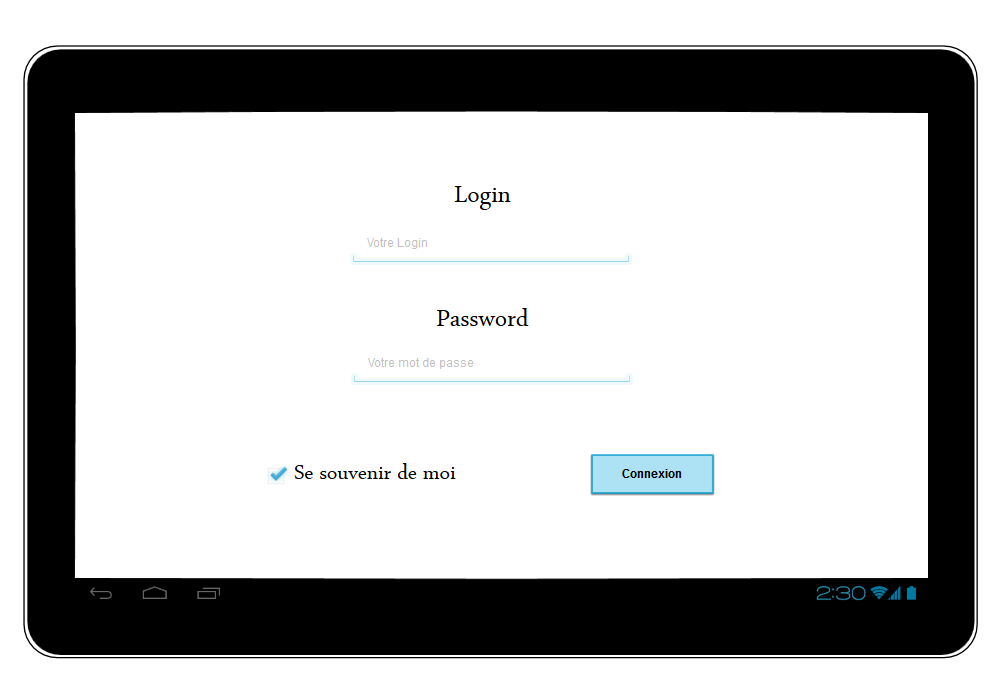 Login
Votre Login
Password
Votre mot de passe
Se souvenir de moi
Connexion
2:30